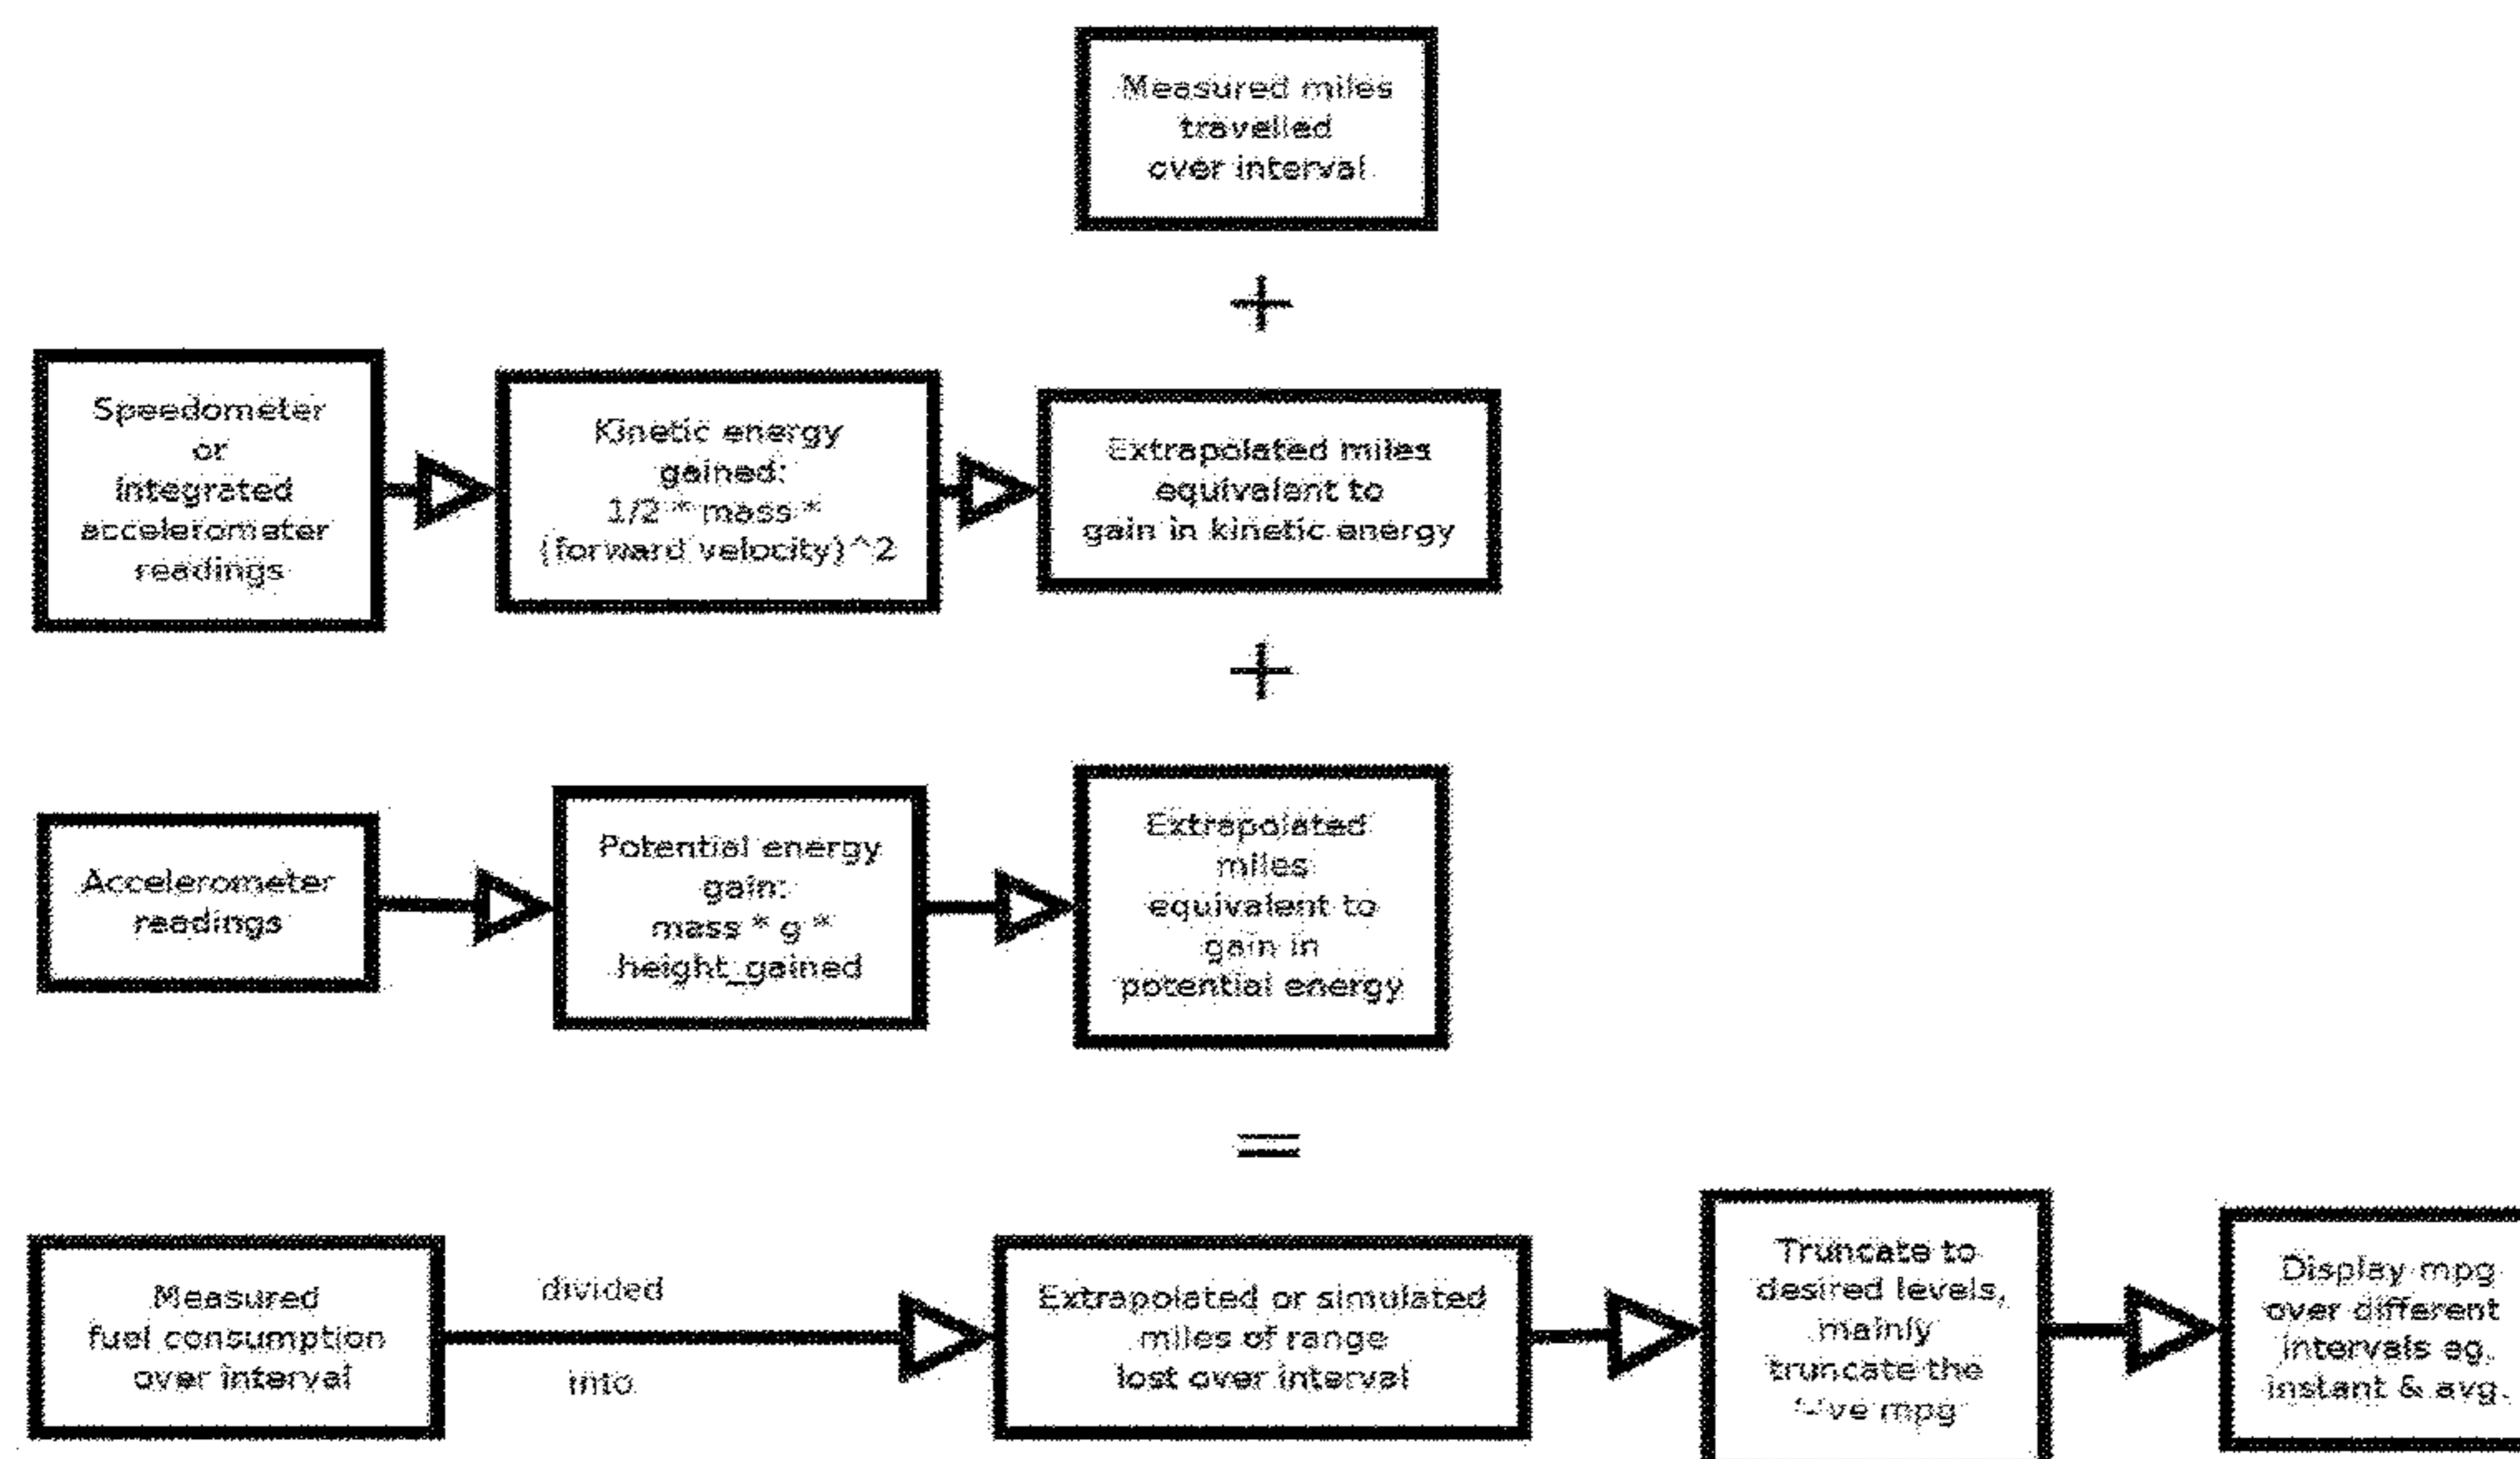 Measured miles
travelled
over interval
+
Speedometer
or
integrated
accelerometer
readings
Kinetic energy
gained:
1/2 * mass *
(forward velocity)^2
Extrapolated miles
equivalent to
gain in kinetic energy
+
Accelerometer
readings
Potential energy
gain:
mass * g *
height_gained
Extrapolated
miles
equivalent to
gain in
potential energy
=
Measured
fuel consumption
over interval
divided
into
Extrapolated or simulated
miles of range
lost over interval
Truncate to
desired levels,
mainly
truncate the
'-'ve mpg
Display mpg
over different
intervals eg.
instant & avg.